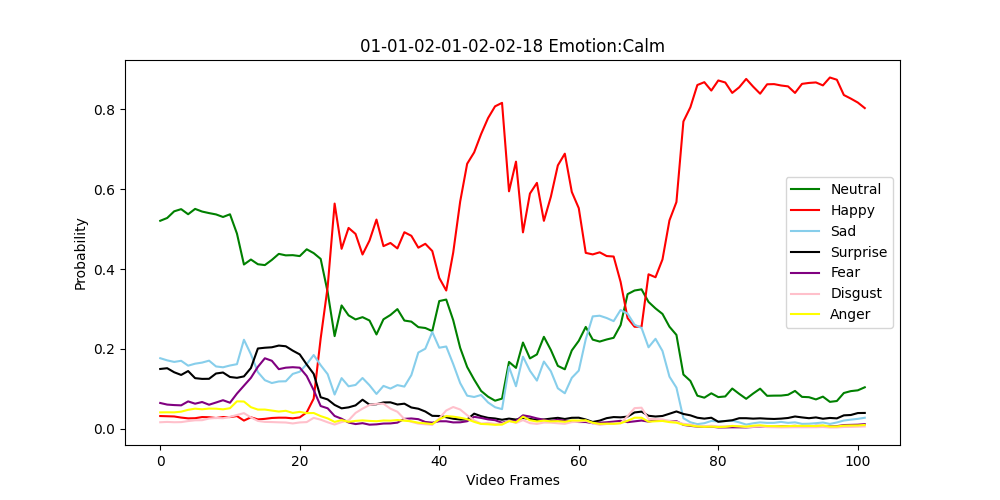 01-01-02-01-02-02-18 Emotion:Calm
Probability
0.8
0.6
0.4
0.2
0.0
0
20
40
60
80
100
Video Frames
Neutral
Happy
Sad
Surprise
Fear
Disgust
Anger